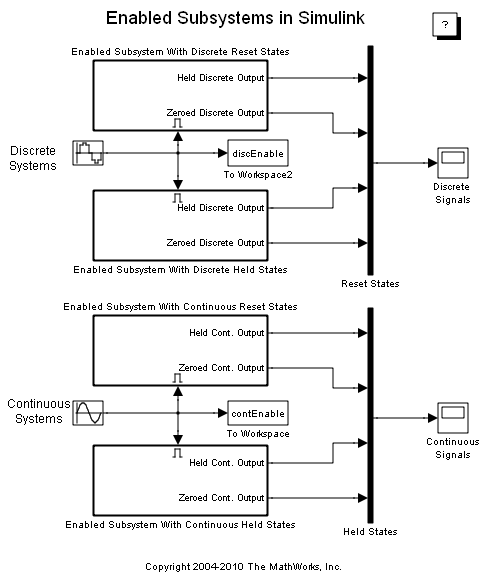 Enabled Subsystems in Simulink
?
Enabled Subsystem With Discrete Reset States
Held Discrete Output
Zeroed Discrete Output
Discrete
Systems
discEnable
To Workspace2
Held Discrete Output
Zeroed Discrete Output
Enabled Subsystem With Discrete Held States
Discrete
Signals
Reset States
Enabled Subsystem With Continuous Reset States
Held Cont. Output
Zeroed Cont. Output
Continuous
Systems
contEnable
To Workspace
Held Cont. Output
Zeroed Cont. Output
Enabled Subsystem With Continuous Held States
Continuous
Signals
Held States
Copyright 2004-2010 The MathWorks, Inc.